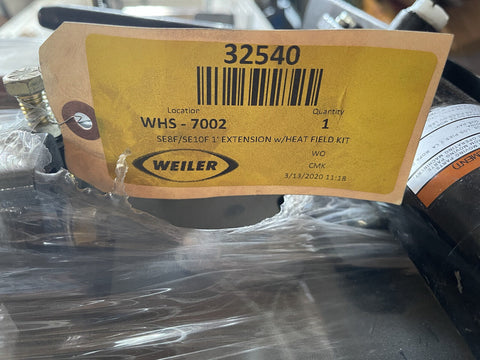 32540
Location Quantity
WHS - 7002 1
SE8F/SE10F 1' EXTENSION w/HEAT FIELD KIT
WO
CMK
3/13/2020 11:18
WEILER